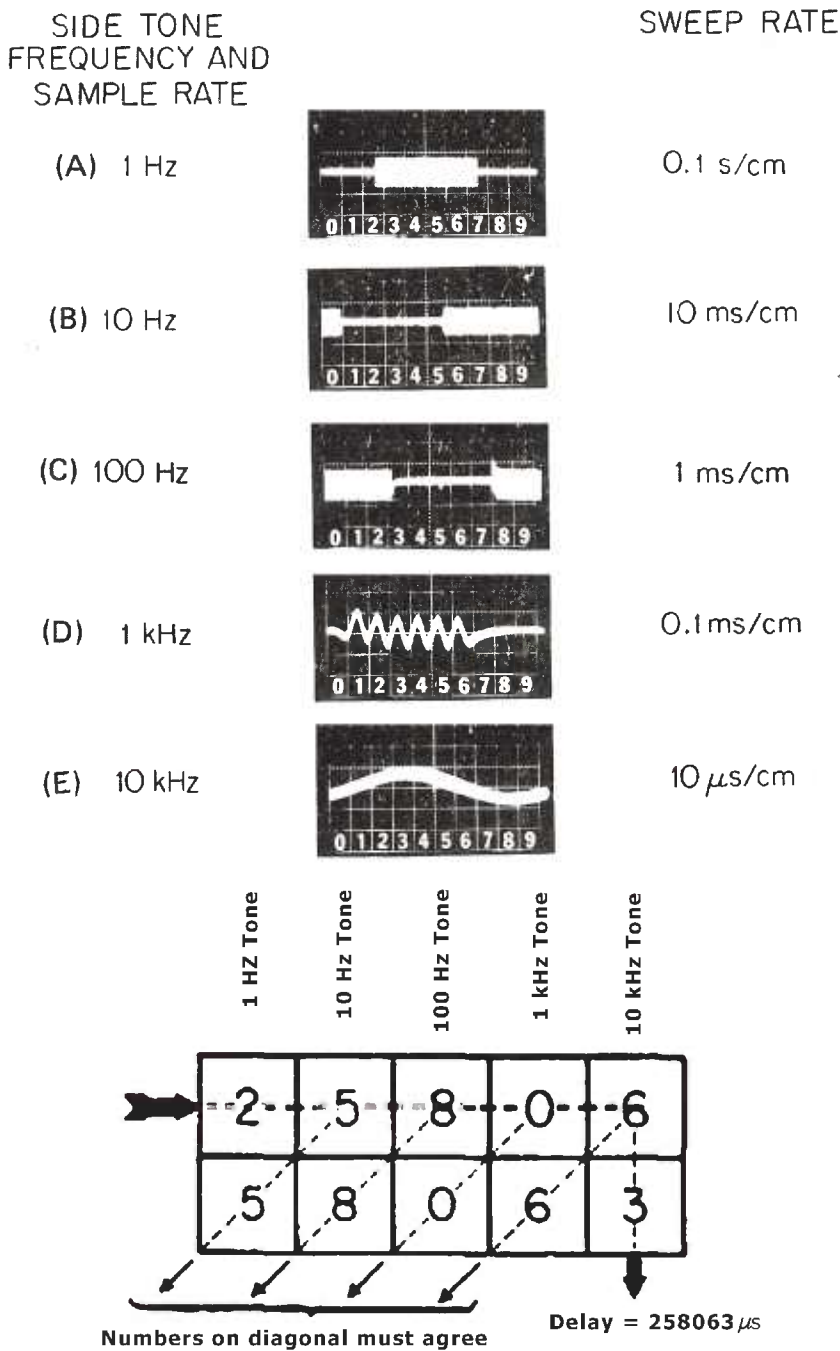 SIDE TONE
FREQUENCY AND
SAMPLE RATE
SWEEP RATE
(A) 1 Hz
0.1 s/cm
0 1 2 3 4 5 6 7 8 9
(B) 10 Hz
10 ms/cm
0 1 2 3 4 5 6 7 8 9
(C) 100 Hz
1 ms/cm
0 1 2 3 4 5 6 7 8 9
(D) 1 kHz
0.1 ms/cm
0 1 2 3 4 5 6 7 8 9
(E) 10 kHz
10 μs/cm
0 1 2 3 4 5 6 7 8 9
1 HZ Tone
10 Hz Tone
100 Hz Tone
1 kHz Tone
10 kHz Tone
2 5 8 0 6
5 8 0 6 3
Numbers on diagonal must agree
Delay = 258063 μs